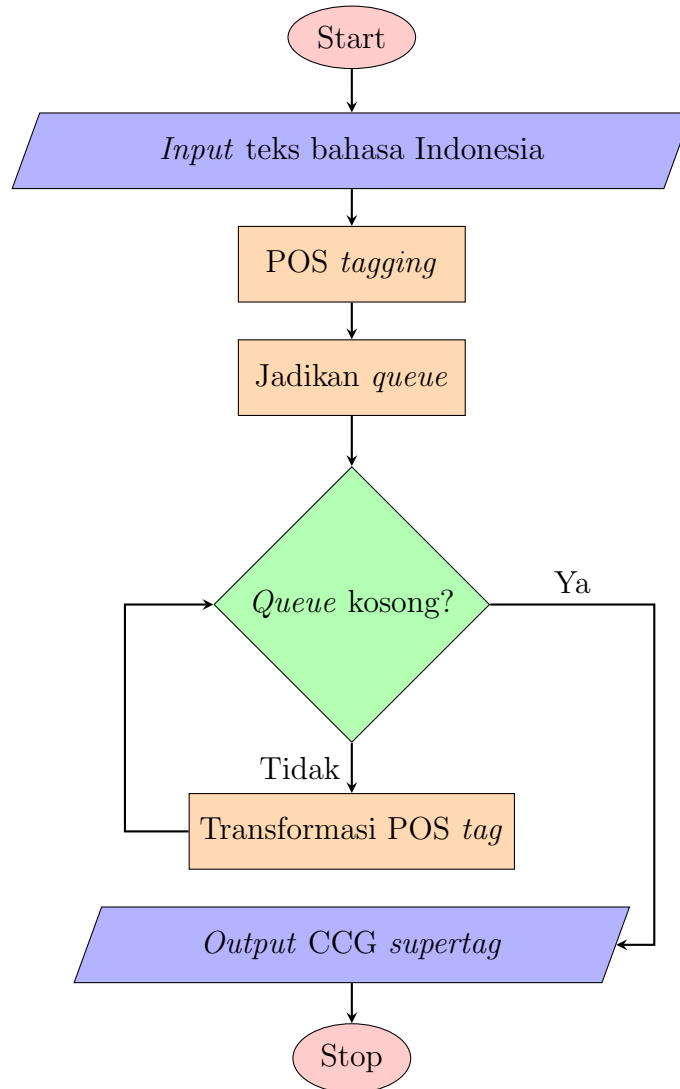 Start
Input teks bahasa Indonesia
POS tagging
Jadikan queue
Queue kosong?
Ya
Tidak
Transformasi POS tag
Output CCG supertag
Stop